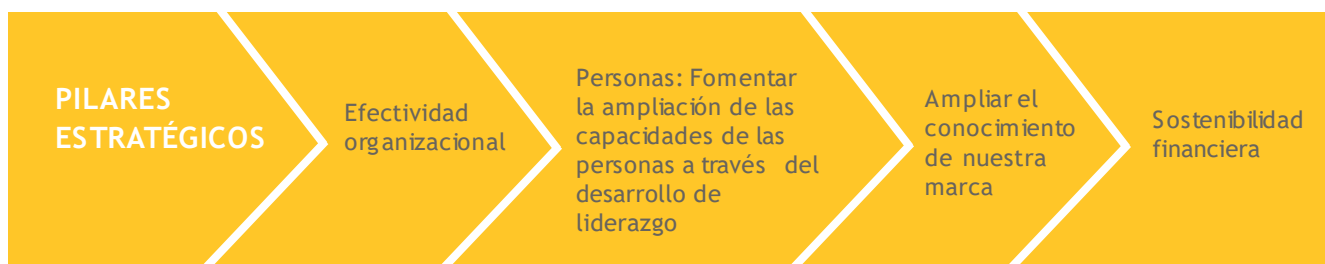 PILARES
ESTRATÉGICOS
Efectividad
organizacional
Personas: Fomentar
la ampliación de las
capacidades de las
personas a través del
desarrollo de
liderazgo
Ampliar el
conocimiento
de nuestra
marca
Sostenibilidad
financiera